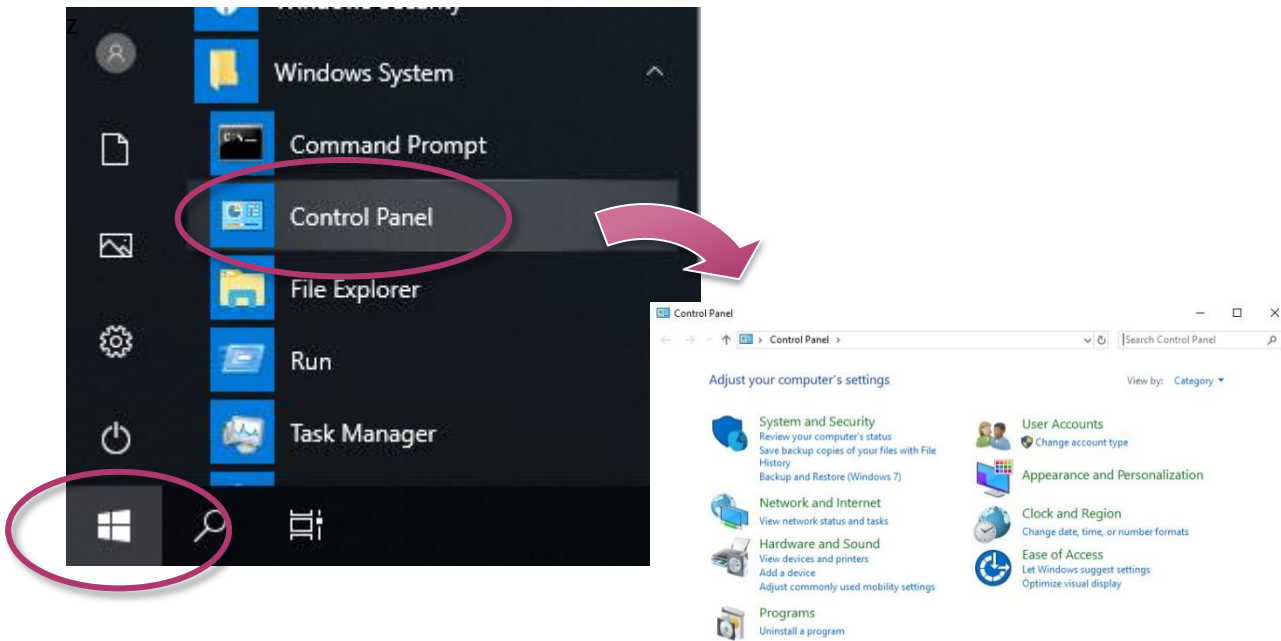 z
Windows Security
Windows System
Command Prompt
Control Panel
File Explorer
Run
Task Manager
Control Panel
Control Panel
Search Control Panel
Adjust your computer's settings
View by: Category
System and Security
Review your computer's status
Save backup copies of your files with File
History
Backup and Restore (Windows 7)
Network and Internet
View network status and tasks
Hardware and Sound
View devices and printers
Add a device
Adjust commonly used mobility settings
Programs
Uninstall a program
User Accounts
Change account type
Appearance and Personalization
Clock and Region
Change date, time, or number formats
Ease of Access
Let Windows suggest settings
Optimize visual display